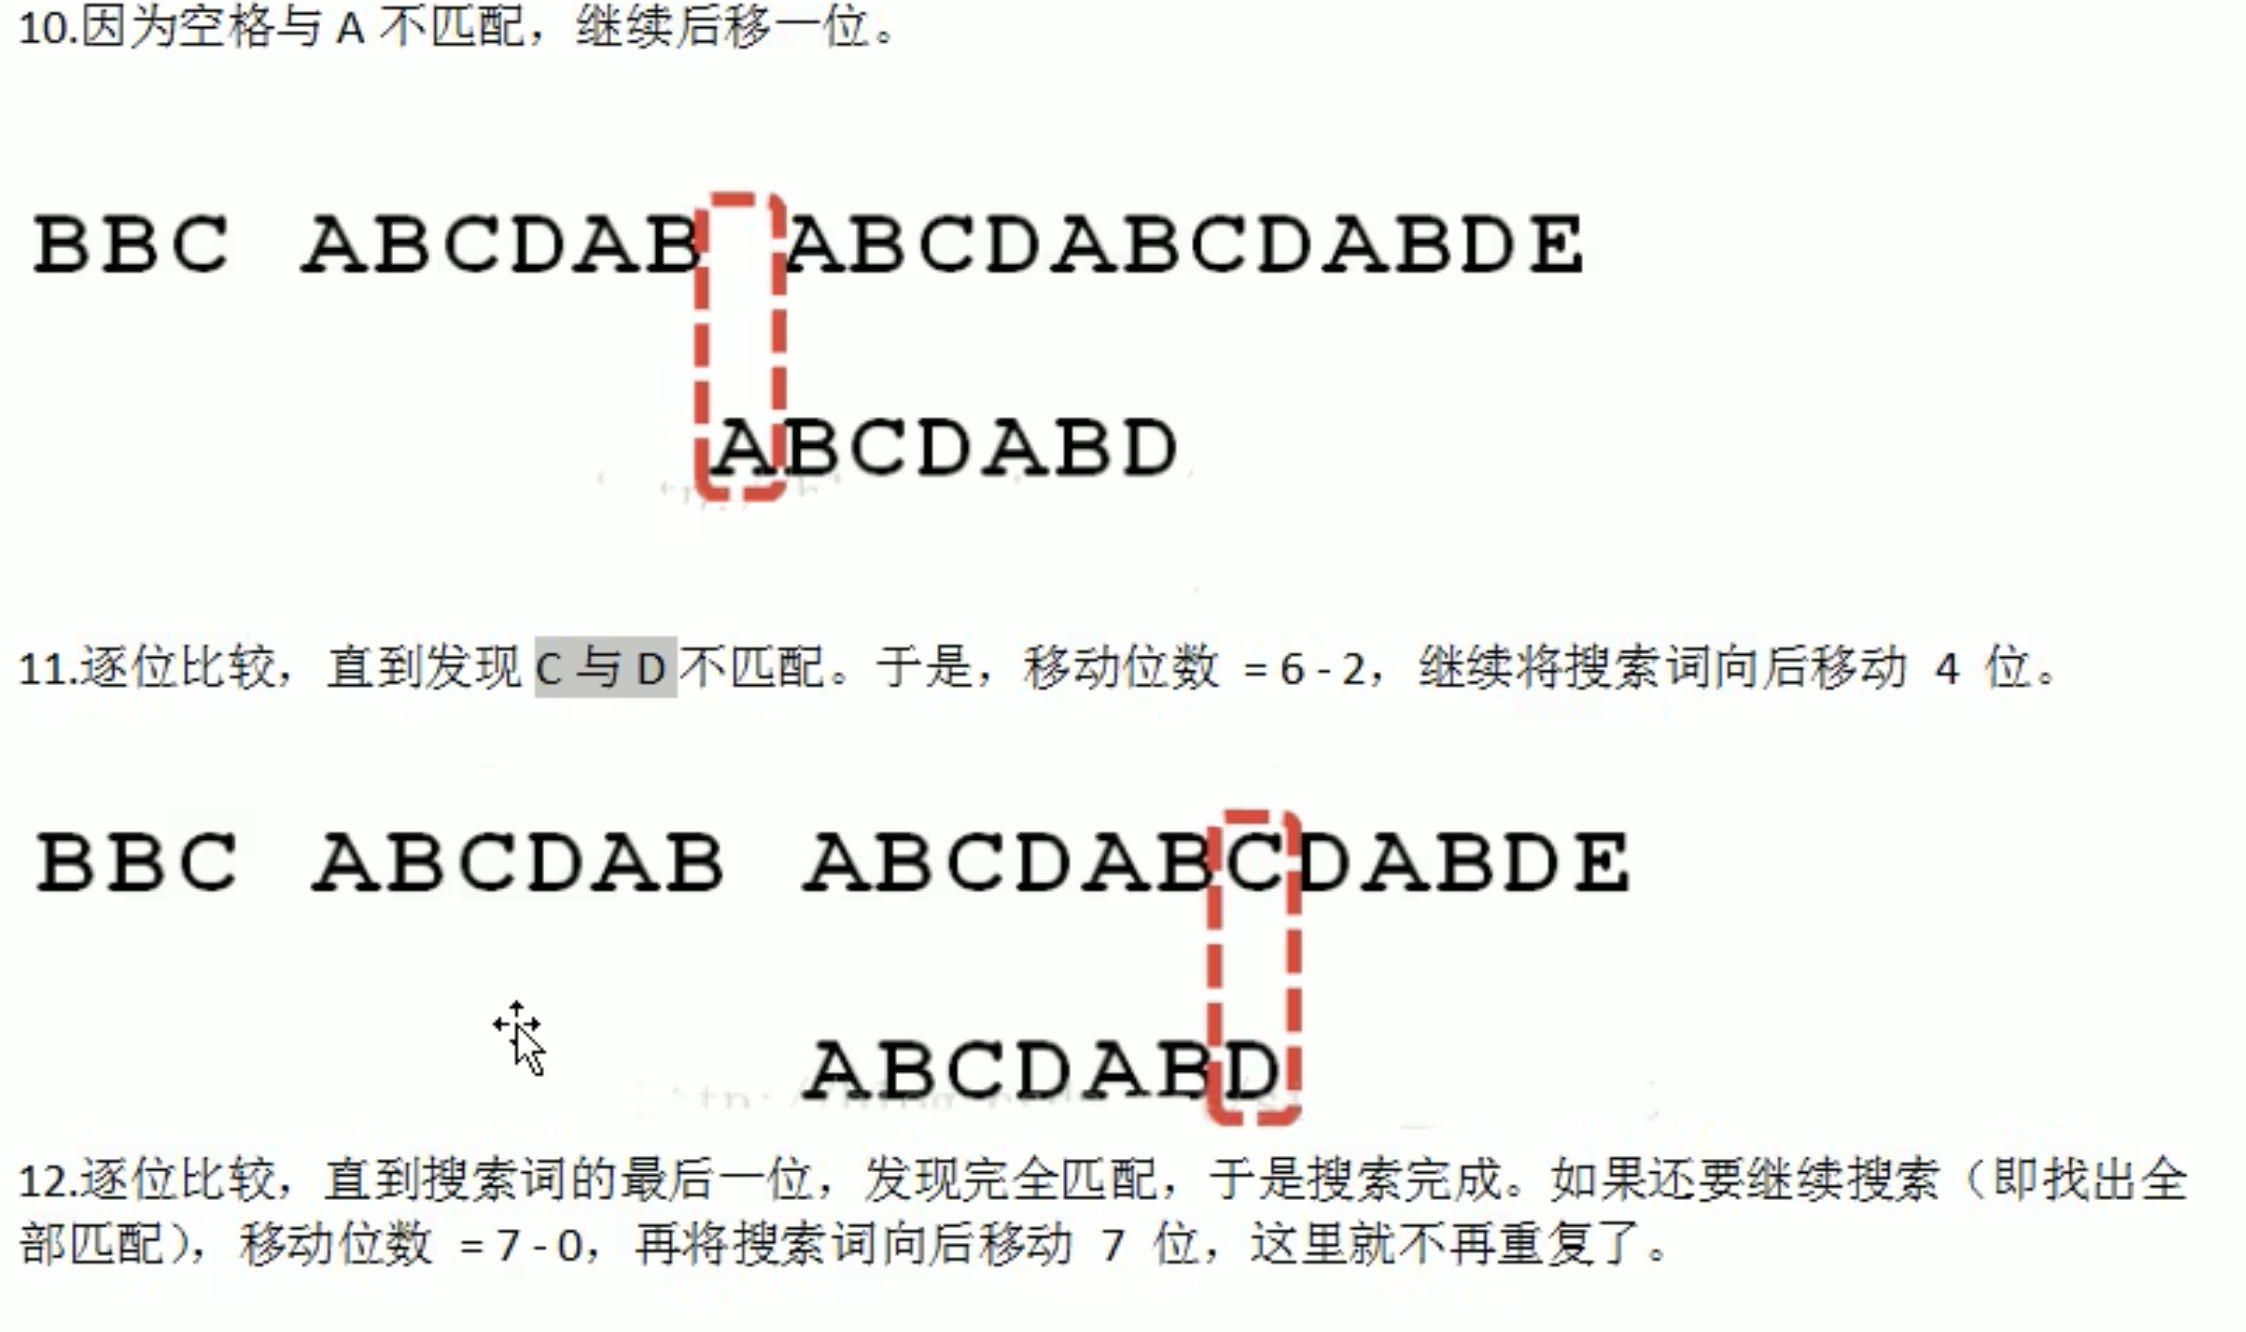 10.因为空格与 A 不匹配，继续后移一位。
BBC ABCDAB ABCDABCDABDE
ABCDABD
11.逐位比较，直到发现 C 与 D 不匹配。于是，移动位数 = 6 - 2，继续将搜索词向后移动 4 位。
BBC ABCDAB ABCDABCDABDE
ABCDABD
12.逐位比较，直到搜索词的最后一位，发现完全匹配，于是搜索完成。如果还要继续搜索（即找出全
部匹配），移动位数 = 7 - 0，再将搜索词向后移动 7 位，这里就不再重复了。